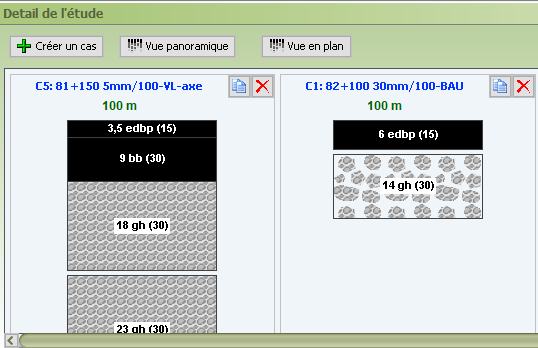 Detail de l'étude
Créer un cas
Vue panoramique
Vue en plan
C5: 81+150 5mm/100-VL-axe
100 m
3,5 edbp (15)
9 bb (30)
18 gh (30)
23 gh (30)
C1: 82+100 30mm/100-BAU
100 m
6 edbp (15)
14 gh (30)